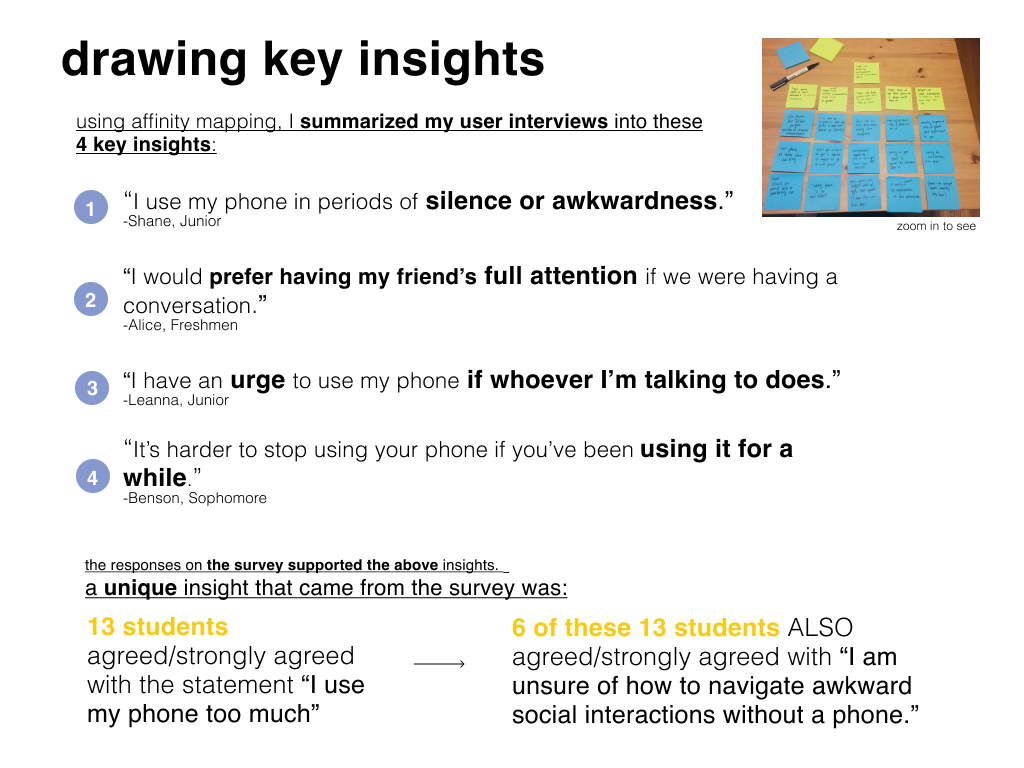 drawing key insights
using affinity mapping, I summarized my user interviews into these
4 key insights:
zoom in to see
1
“I use my phone in periods of silence or awkwardness.”
-Shane, Junior
2
“I would prefer having my friend’s full attention if we were having a
conversation.”
-Alice, Freshmen
3
“I have an urge to use my phone if whoever I’m talking to does.”
-Leanna, Junior
4
“It’s harder to stop using your phone if you’ve been using it for a
while.”
-Benson, Sophomore
the responses on the survey supported the above insights. _
a unique insight that came from the survey was:
13 students
agreed/strongly agreed
with the statement “I use
my phone too much”
6 of these 13 students ALSO
agreed/strongly agreed with “I am
unsure of how to navigate awkward
social interactions without a phone.”